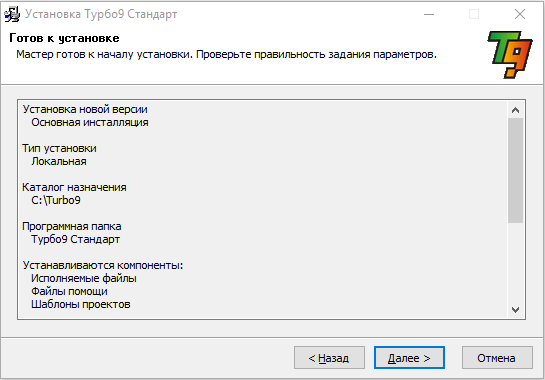 Установка Турбо9 Стандарт
Готов к установке
Мастер готов к началу установки. Проверьте правильность задания параметров.
Т9
Установка новой версии
Основная инсталляция
Тип установки
Локальная
Каталог назначения
C:\Turbo9
Программная папка
Турбо9 Стандарт
Устанавливаются компоненты:
Исполняемые файлы
Файлы помощи
Шаблоны проектов
< Назад
Далее >
Отмена